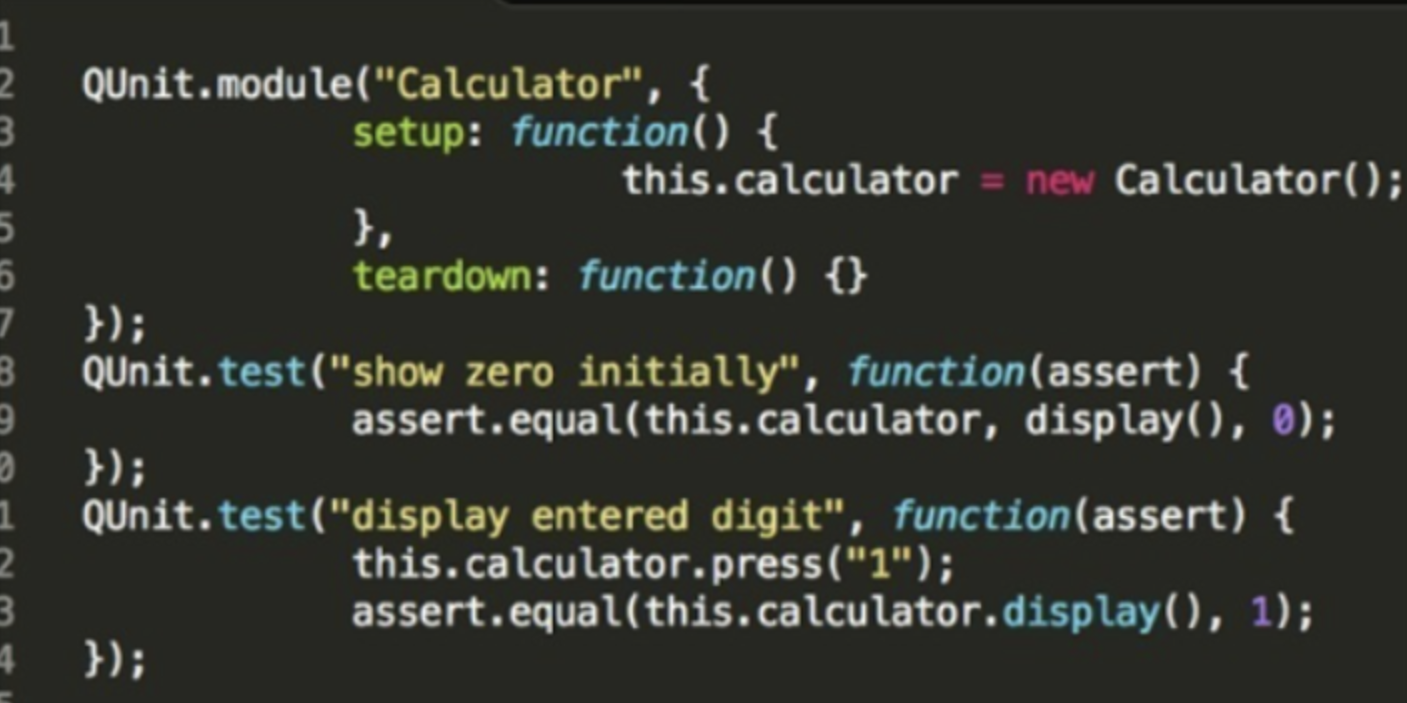 1
2 QUnit.module("Calculator", {
3 setup: function() {
4 this.calculator = new Calculator();
5 },
6 teardown: function() {}
7 });
8 QUnit.test("show zero initially", function(assert) {
9 assert.equal(this.calculator, display(), 0);
0 });
1 QUnit.test("display entered digit", function(assert) {
2 this.calculator.press("1");
3 assert.equal(this.calculator.display(), 1);
4 });